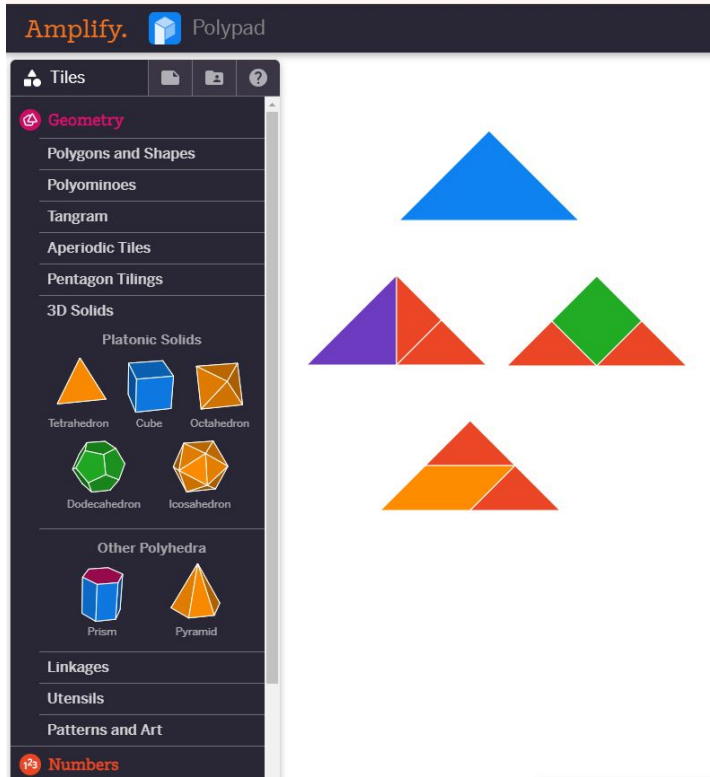 Amplify. Polypad
Tiles
Geometry
Polygons and Shapes
Polyominoes
Tangram
Aperiodic Tiles
Pentagon Tilings
3D Solids
Platonic Solids
Tetrahedron Cube Octahedron
Dodecahedron Icosahedron
Other Polyhedra
Prism Pyramid
Linkages
Utensils
Patterns and Art
123 Numbers